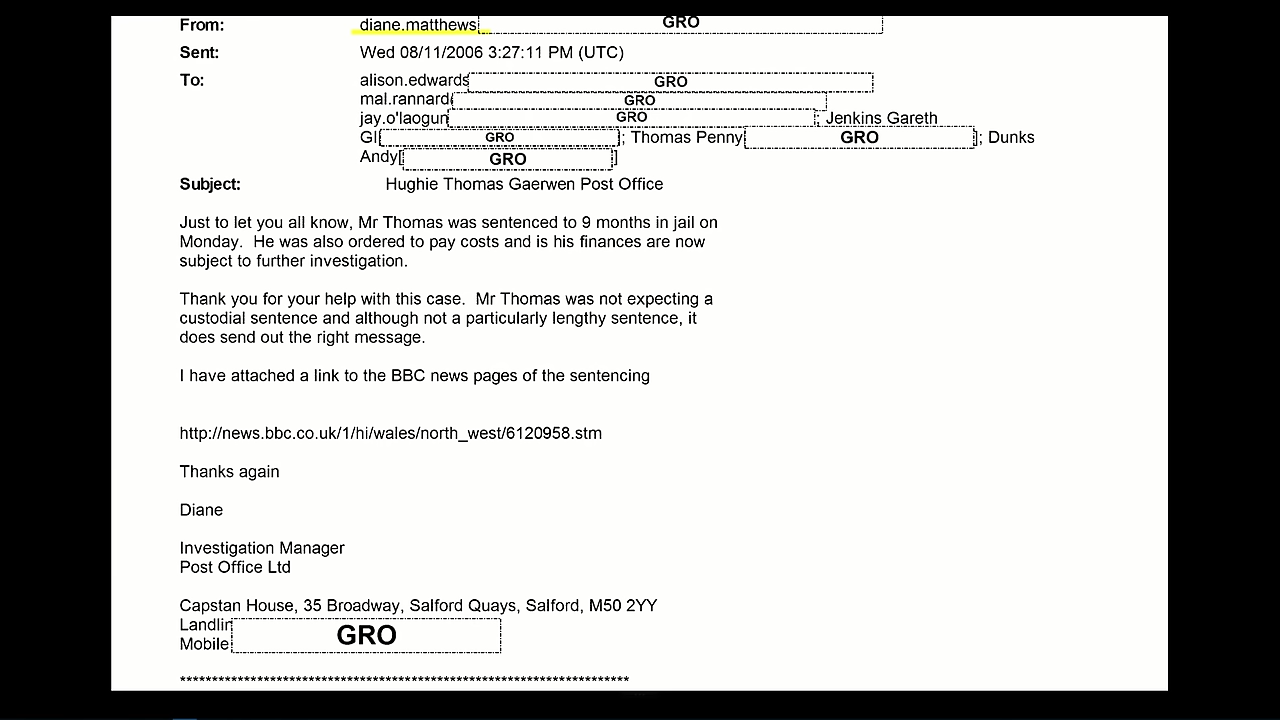 From: diane.matthews GRO
Sent: Wed 08/11/2006 3:27:11 PM (UTC)
To: alison.edwards GRO
mal.rannard GRO
jay.o'laogun GRO ; Jenkins Gareth
GI GRO ; Thomas Penny GRO ]; Dunks
Andy[ GRO ]
Subject: Hughie Thomas Gaerwen Post Office
Just to let you all know, Mr Thomas was sentenced to 9 months in jail on
Monday. He was also ordered to pay costs and is his finances are now
subject to further investigation.
Thank you for your help with this case. Mr Thomas was not expecting a
custodial sentence and although not a particularly lengthy sentence, it
does send out the right message.
I have attached a link to the BBC news pages of the sentencing
http://news.bbc.co.uk/1/hi/wales/north_west/6120958.stm
Thanks again
Diane
Investigation Manager
Post Office Ltd
Capstan House, 35 Broadway, Salford Quays, Salford, M50 2YY
Landlin
Mobile GRO
**********************************************************************